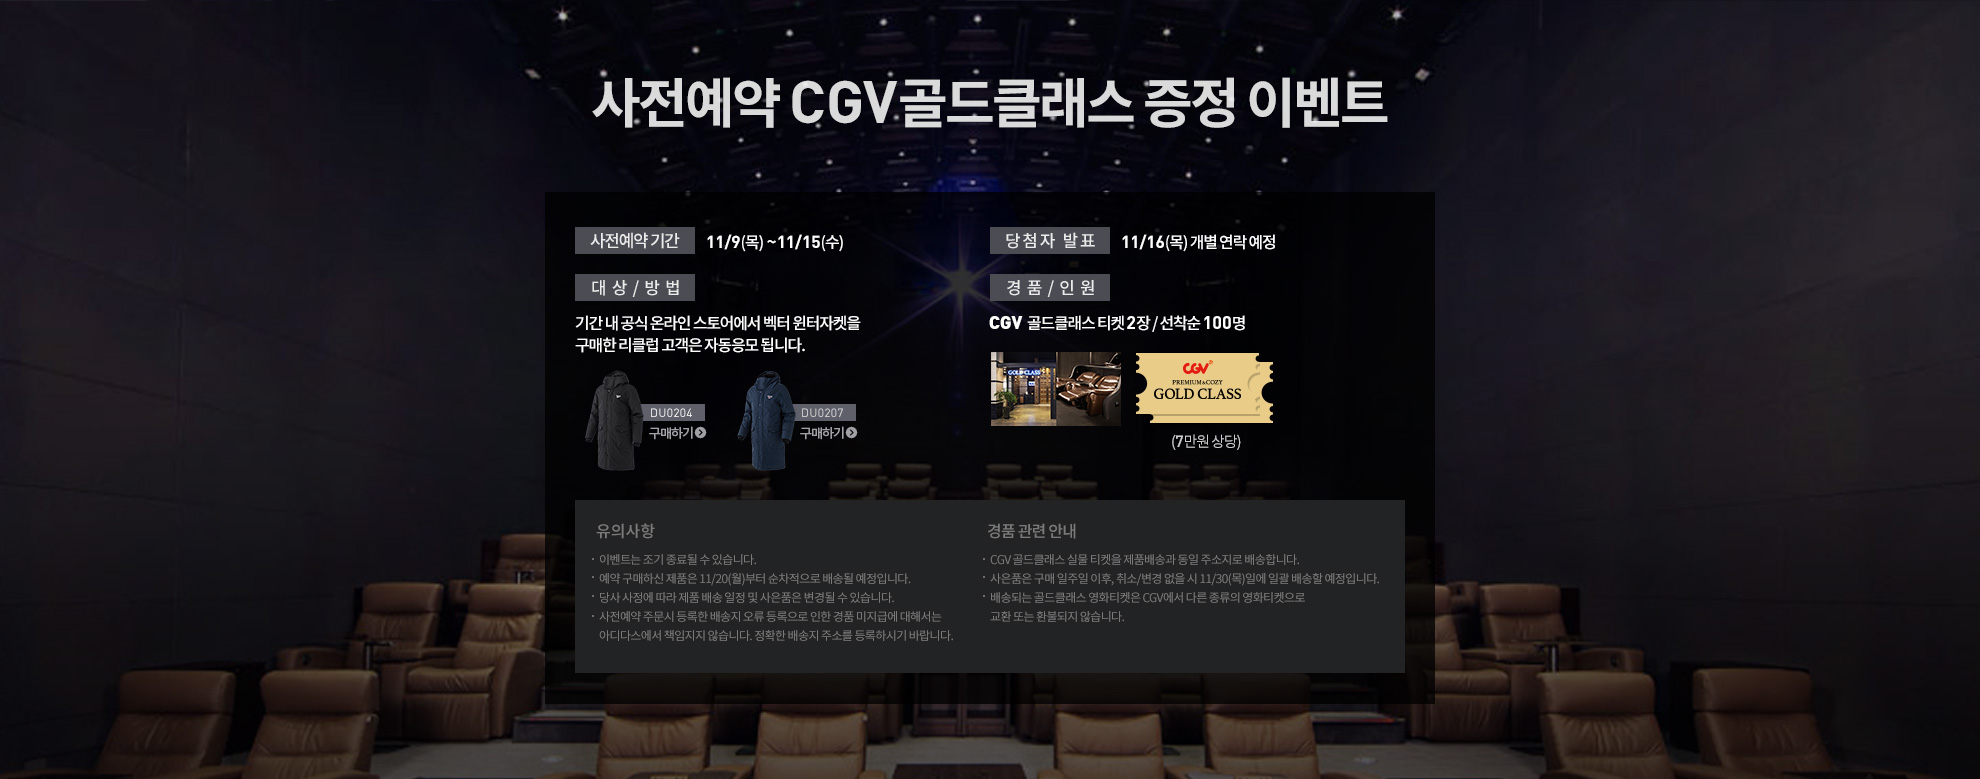 사전예약 CGV골드클래스 증정 이벤트
사전예약 기간 11/9(목) ~11/15(수)
대 상 / 방 법
기간 내 공식 온라인 스토어에서 벡터 윈터자켓을
구매한 리클럽 고객은 자동응모 됩니다.
DU0204
구매하기
DU0207
구매하기
당첨자 발표 11/16(목) 개별 연락 예정
경 품 / 인 원
CGV 골드클래스 티켓 2장 / 선착순 100명
GOLD CLASS
CGV
PREMIUM&COZY
GOLD CLASS
(7만원 상당)
유의사항
· 이벤트는 조기 종료될 수 있습니다.
· 예약 구매하신 제품은 11/20(월)부터 순차적으로 배송될 예정입니다.
· 당사 사정에 따라 제품 배송 일정 및 사은품은 변경될 수 있습니다.
· 사전예약 주문시 등록한 배송지 오류 등록으로 인한 경품 미지급에 대해서는
아디다스에서 책임지지 않습니다. 정확한 배송지 주소를 등록하시기 바랍니다.
경품 관련 안내
· CGV 골드클래스 실물 티켓을 제품배송과 동일 주소지로 배송합니다.
· 사은품은 구매 일주일 이후, 취소/변경 없을 시 11/30(목)일에 일괄 배송할 예정입니다.
· 배송되는 골드클래스 영화티켓은 CGV에서 다른 종류의 영화티켓으로
교환 또는 환불되지 않습니다.